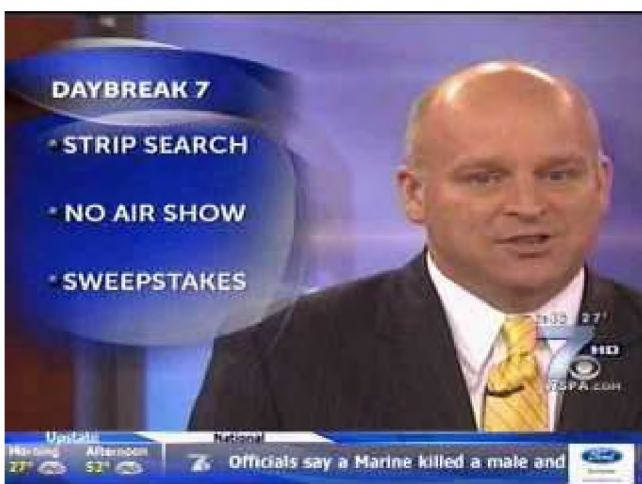 DAYBREAK 7
STRIP SEARCH
NO AIR SHOW
SWEEPSTAKES
27°
7
HD
WSPA.COM
Upstate
National
Morning
Afternoon
27°
52°
7
Officials say a Marine killed a male and
Ford